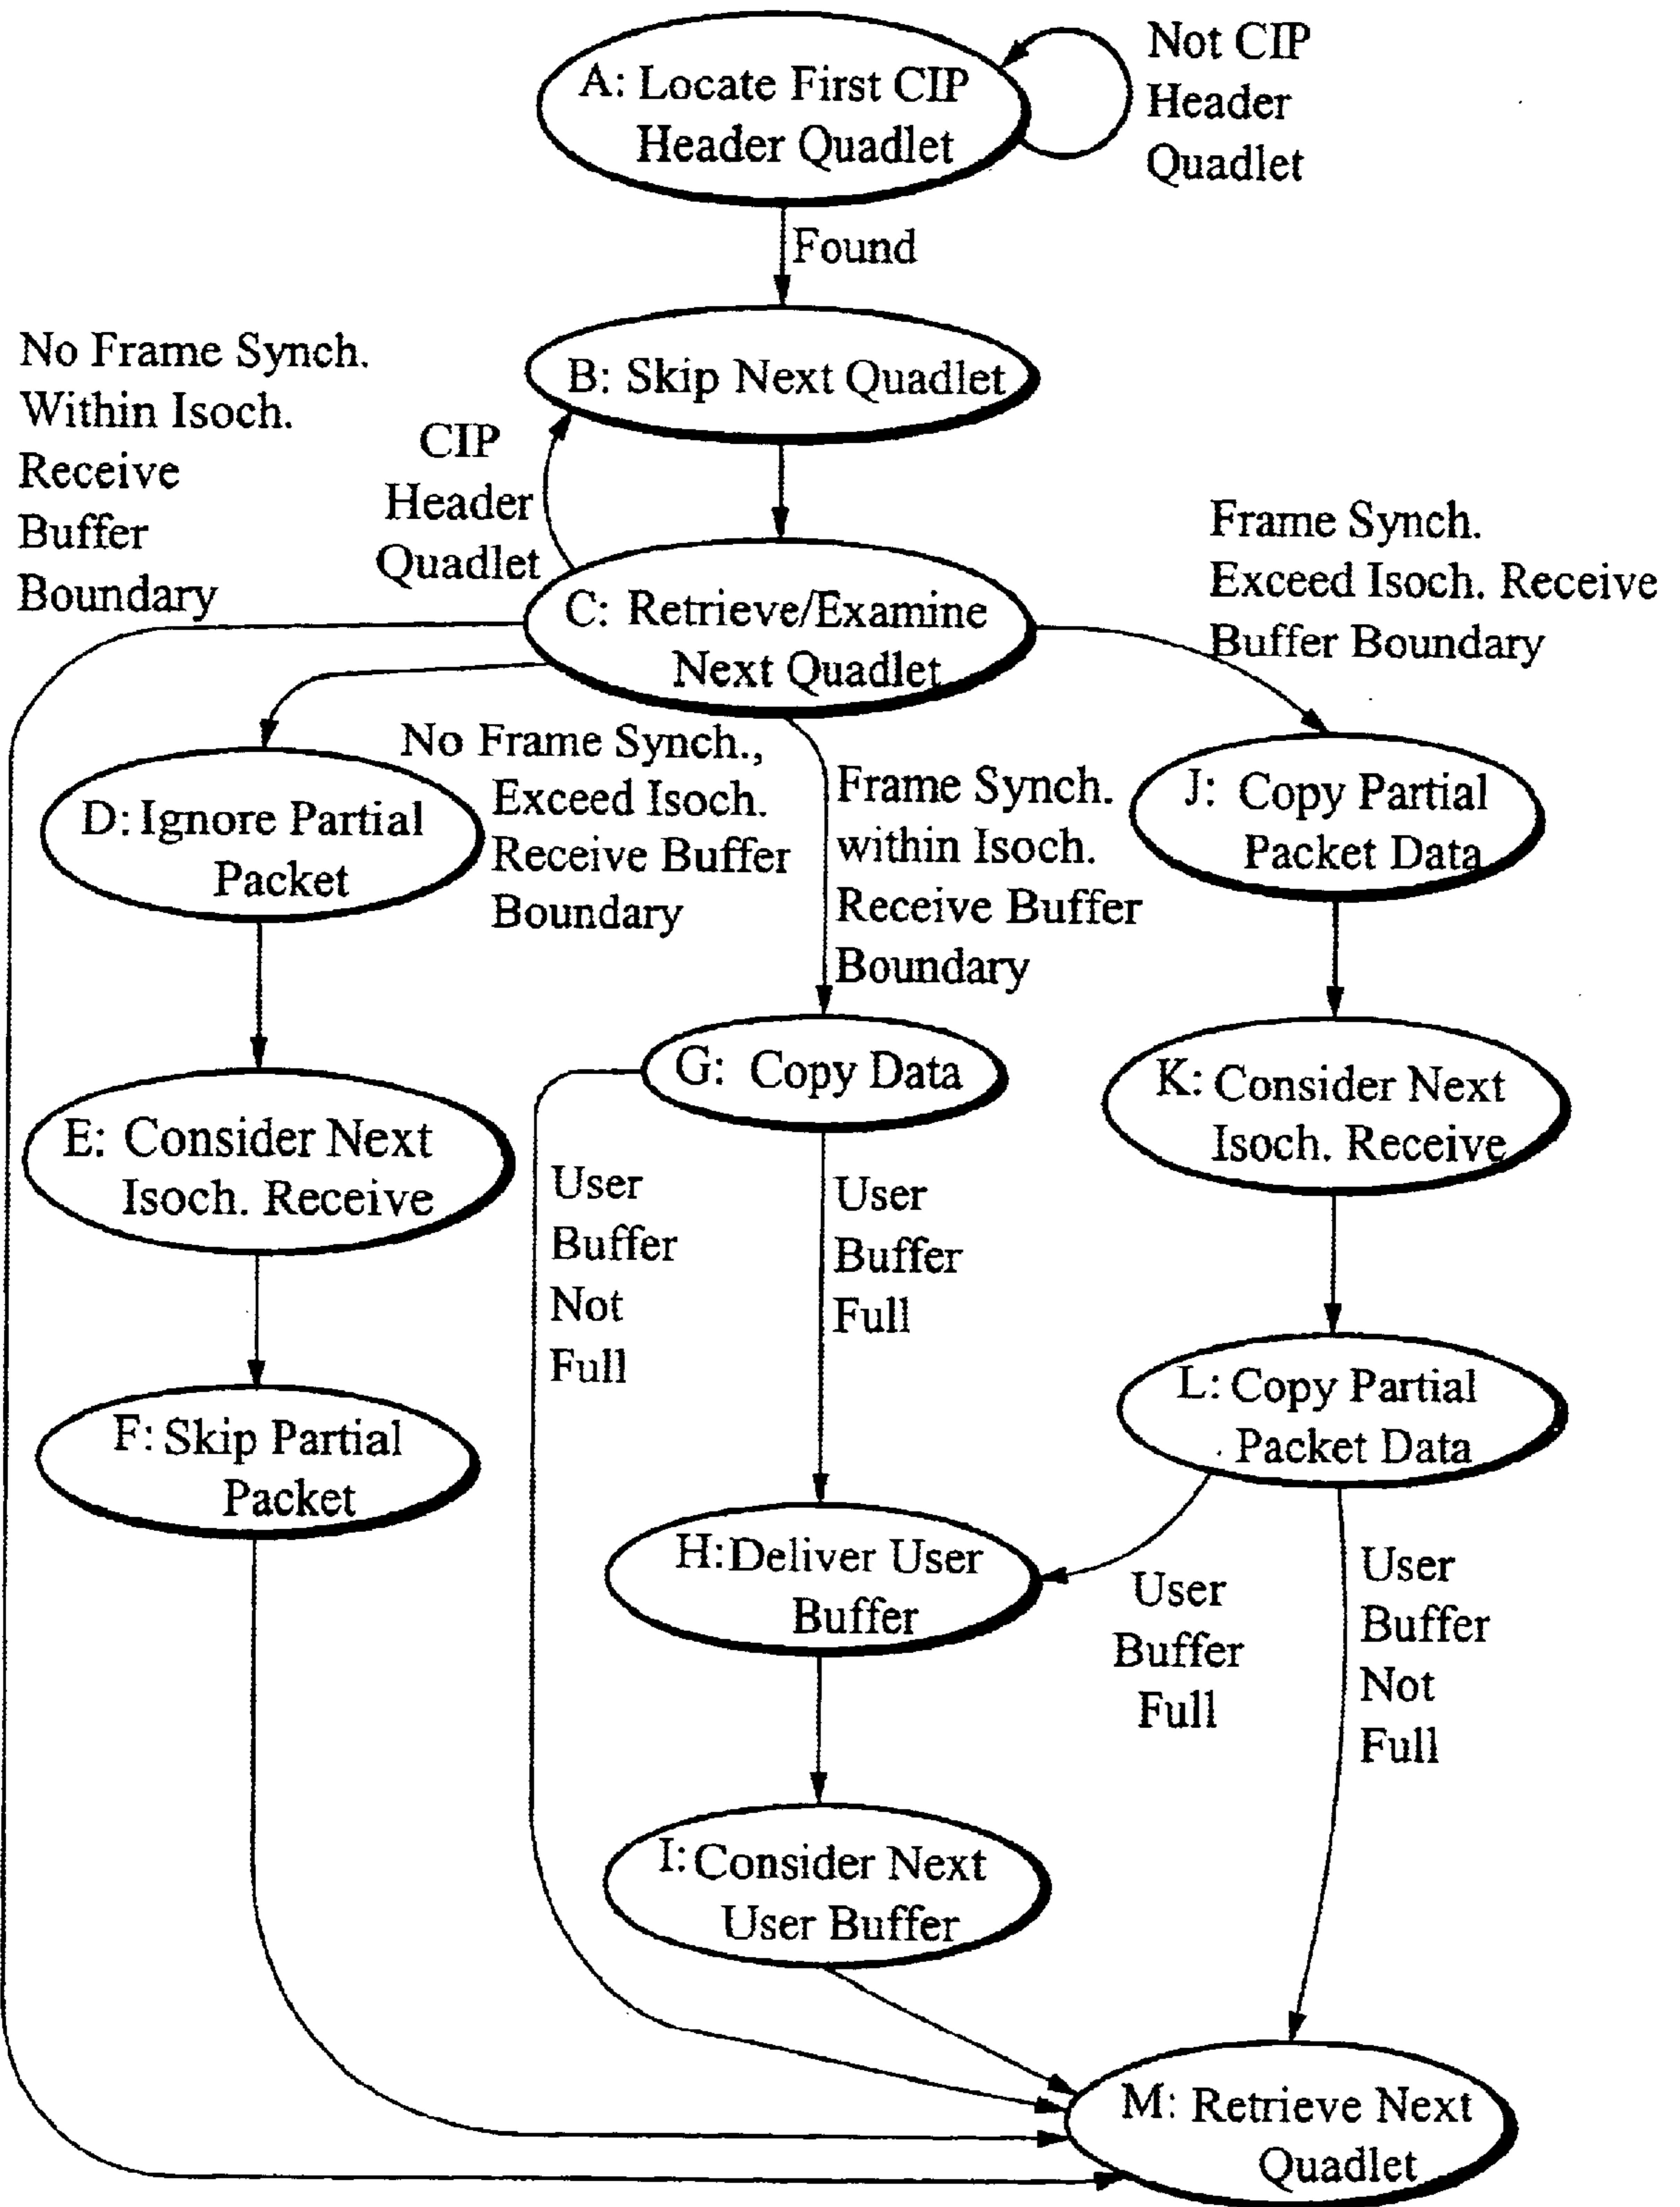 A: Locate First CIP
Header Quadlet
Not CIP
Header
Quadlet
Found
B: Skip Next Quadlet
No Frame Synch.
Within Isoch.
Receive
Buffer
Boundary
CIP
Header
Quadlet
C: Retrieve/Examine
Next Quadlet
Frame Synch.
Exceed Isoch. Receive
Buffer Boundary
D: Ignore Partial
Packet
No Frame Synch.,
Exceed Isoch.
Receive Buffer
Boundary
Frame Synch.
within Isoch.
Receive Buffer
Boundary
J: Copy Partial
Packet Data
E: Consider Next
Isoch. Receive
G: Copy Data
K: Consider Next
Isoch. Receive
User
Buffer
Not
Full
User
Buffer
Full
F: Skip Partial
Packet
L: Copy Partial
Packet Data
H: Deliver User
Buffer
User
Buffer
Full
User
Buffer
Not
Full
I: Consider Next
User Buffer
M: Retrieve Next
Quadlet